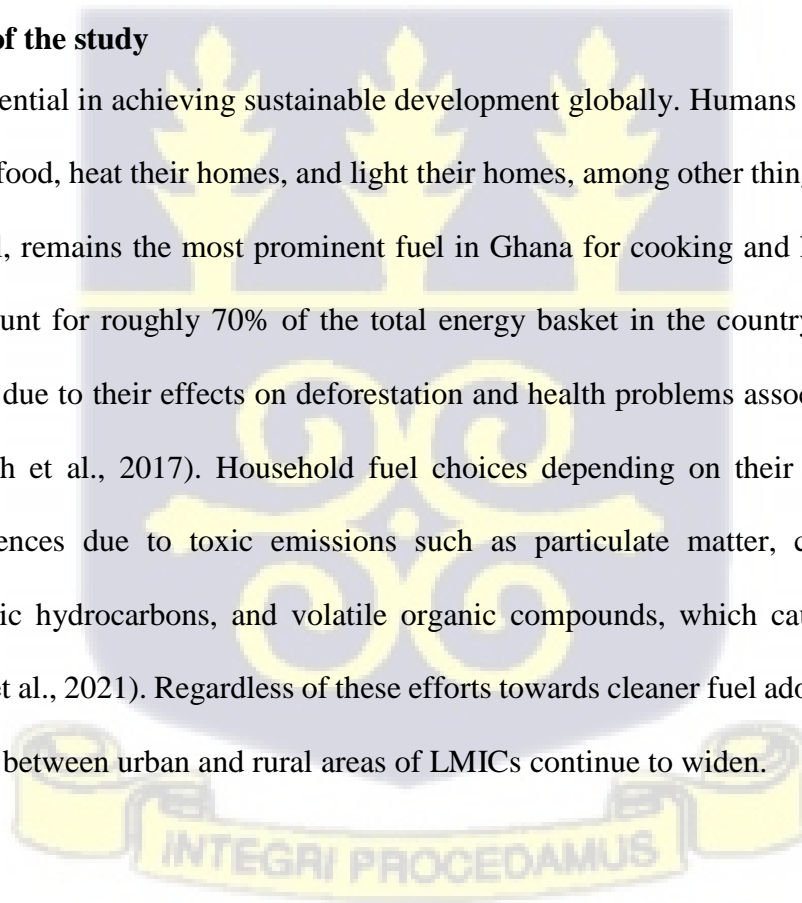 of the study
ential in achieving sustainable development globally. Humans
food, heat their homes, and light their homes, among other thing
l, remains the most prominent fuel in Ghana for cooking and
unt for roughly 70% of the total energy basket in the country
due to their effects on deforestation and health problems assoc
h et al., 2017). Household fuel choices depending on their
ences due to toxic emissions such as particulate matter, c
ic hydrocarbons, and volatile organic compounds, which cau
et al., 2021). Regardless of these efforts towards cleaner fuel ado
between urban and rural areas of LMICs continue to widen.
INTEGRI PROCEDAMUS